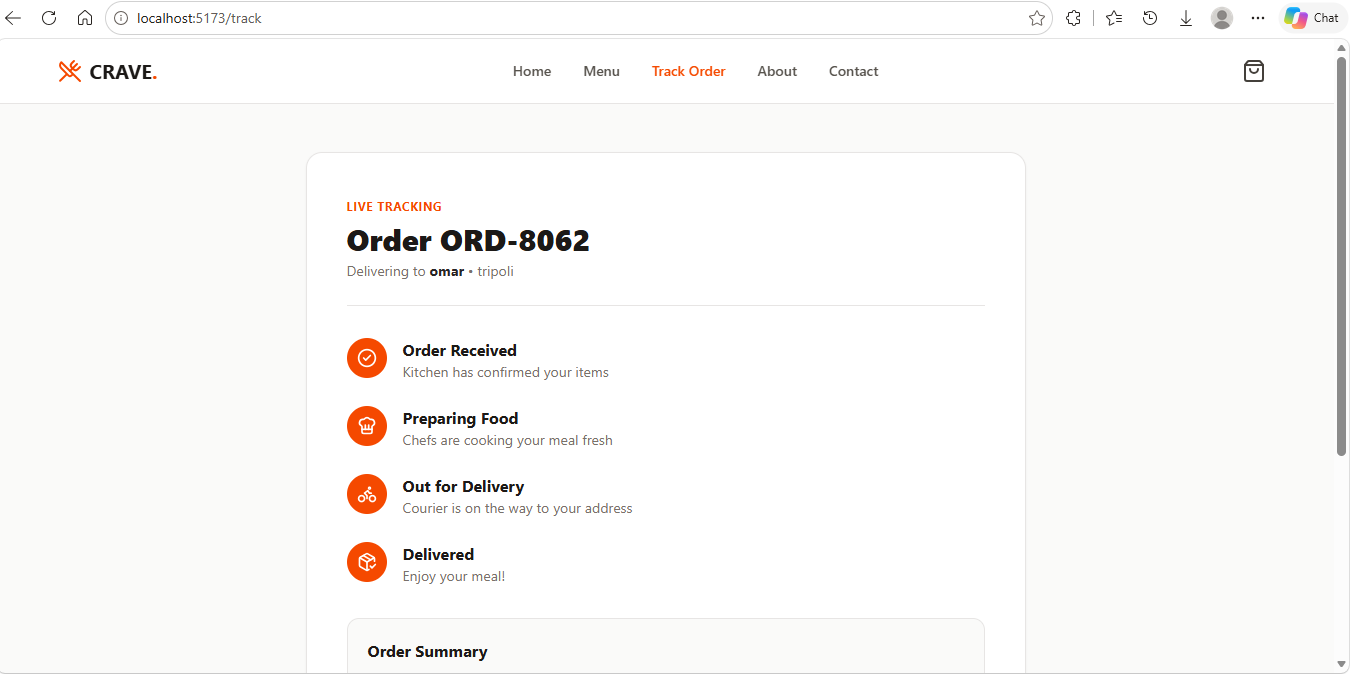 localhost:5173/track
Chat
CRAVE.
Home Menu Track Order About Contact
LIVE TRACKING
Order ORD-8062
Delivering to omar • tripoli
Order Received
Kitchen has confirmed your items
Preparing Food
Chefs are cooking your meal fresh
Out for Delivery
Courier is on the way to your address
Delivered
Enjoy your meal!
Order Summary